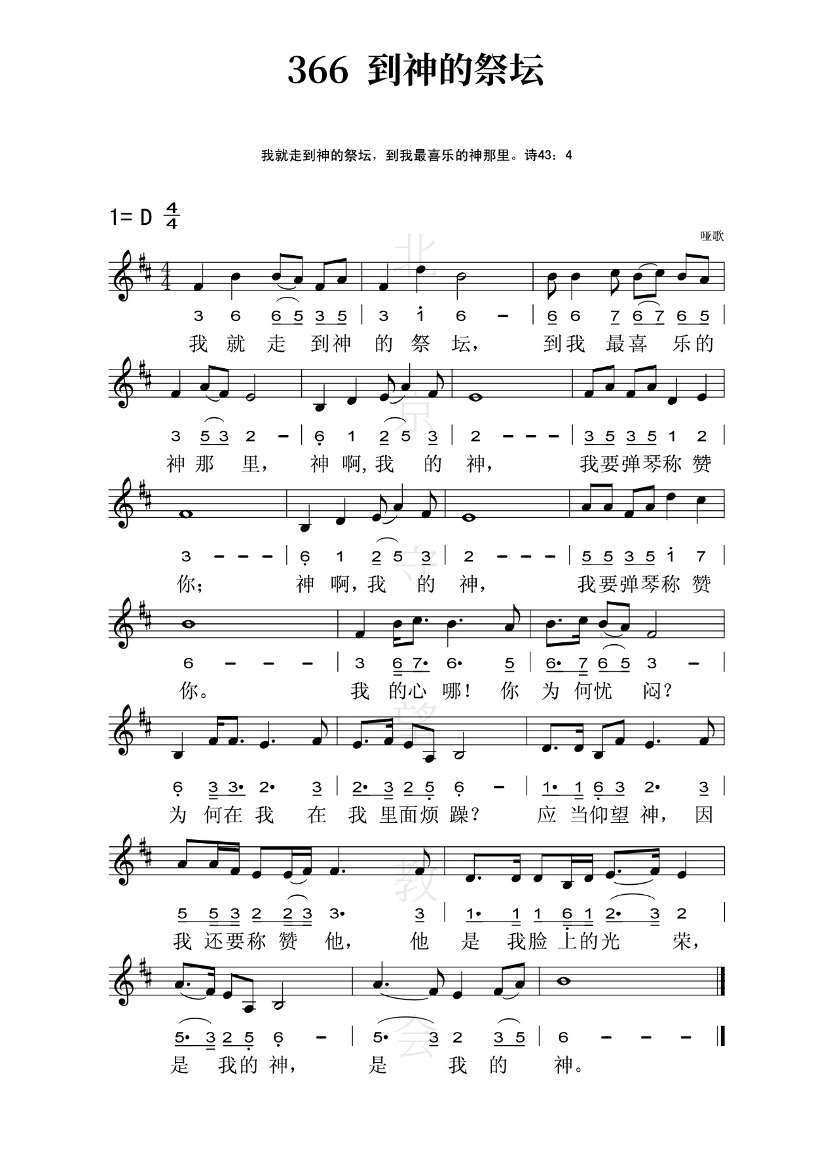 366 到神的祭坛
我就走到神的祭坛，到我最喜乐的神那里。诗43：4
1= D 4/4
哑歌
3 6 6 5 3 5 | 3 1 6 - | 6 6 7 6 7 6 5 |
我 就 走 到神 的 祭 坛， 到我 最喜 乐的
3 5 3 2 - | 6 1 2 5 3 | 2 - - - | 3 5 3 5 1 2
神 那 里， 神 啊，我 的 神， 我要弹琴称 赞
3 - - - | 6 1 2 5 3 | 2 - - - | 5 5 3 5 1 7
你； 神 啊，我 的 神， 我要弹琴称 赞
6 - - - | 3 6 7• 6• 5 | 6• 7 6 5 3 -
你。 我 的心 哪！ 你 为 何忧 闷？
6 3 3• 2• 3 | 2• 3 2 5 6 - | 1• 1 6 3 2• 3
为 何在 我 在 我 里面烦 躁？ 应 当仰望 神，因
5 5 3 2 2 3 3• 3 | 1• 1 1 6 1 2• 3 2 |
我 还要称 赞 他， 他 是 我脸 上的光 荣，
5• 3 2 5 6 - | 5• 3 2 3 5 | 6 - - -
是 我的 神， 是 我 的 神。
北京守望教会